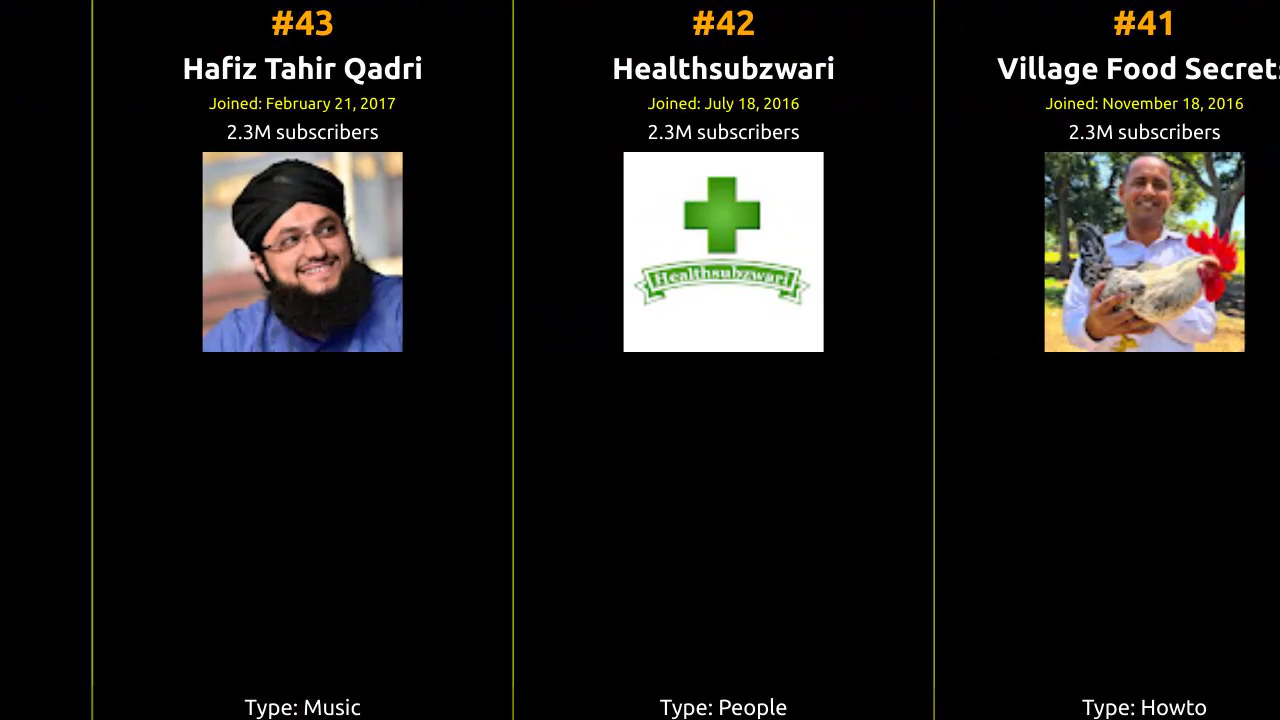 #43
Hafiz Tahir Qadri
Joined: February 21, 2017
2.3M subscribers
Type: Music
#42
Healthsubzwari
Joined: July 18, 2016
2.3M subscribers
Healthsubzwari
Type: People
#41
Village Food Secrets
Joined: November 18, 2016
2.3M subscribers
Type: Howto